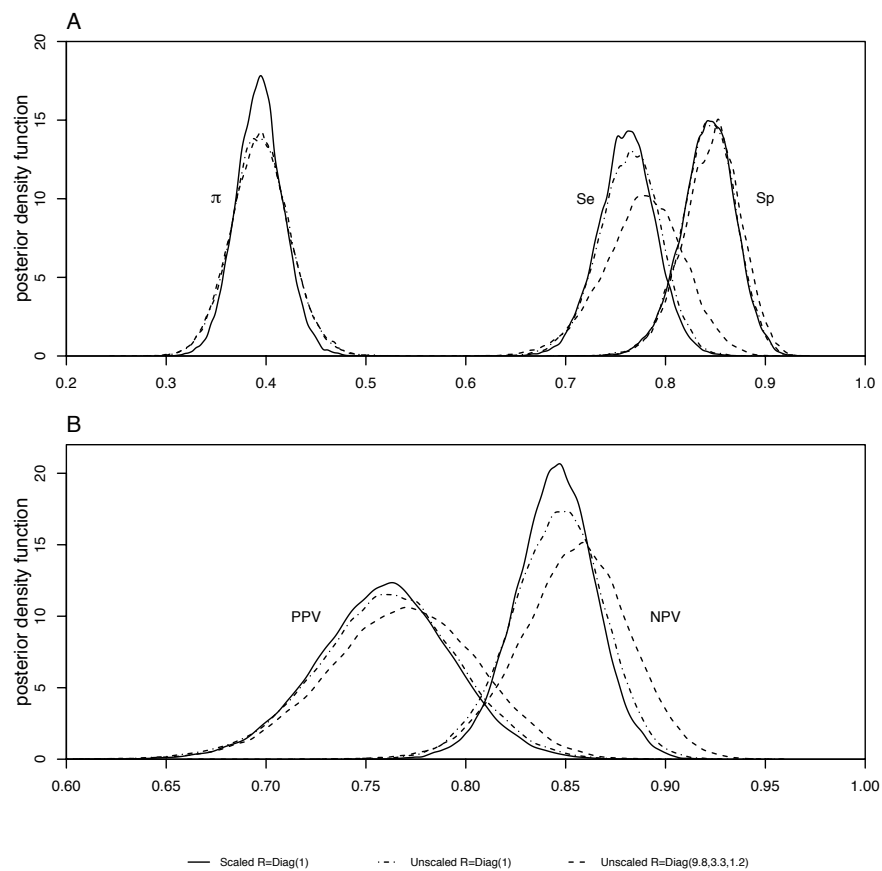 A
posterior density function
20
15
10
5
0
π
Se
Sp
0.2 0.3 0.4 0.5 0.6 0.7 0.8 0.9 1.0
B
posterior density function
20
15
10
5
0
PPV
NPV
0.60 0.65 0.70 0.75 0.80 0.85 0.90 0.95 1.00
Scaled R=Diag(1) Unscaled R=Diag(1) Unscaled R=Diag(9.8,3.3,1.2)